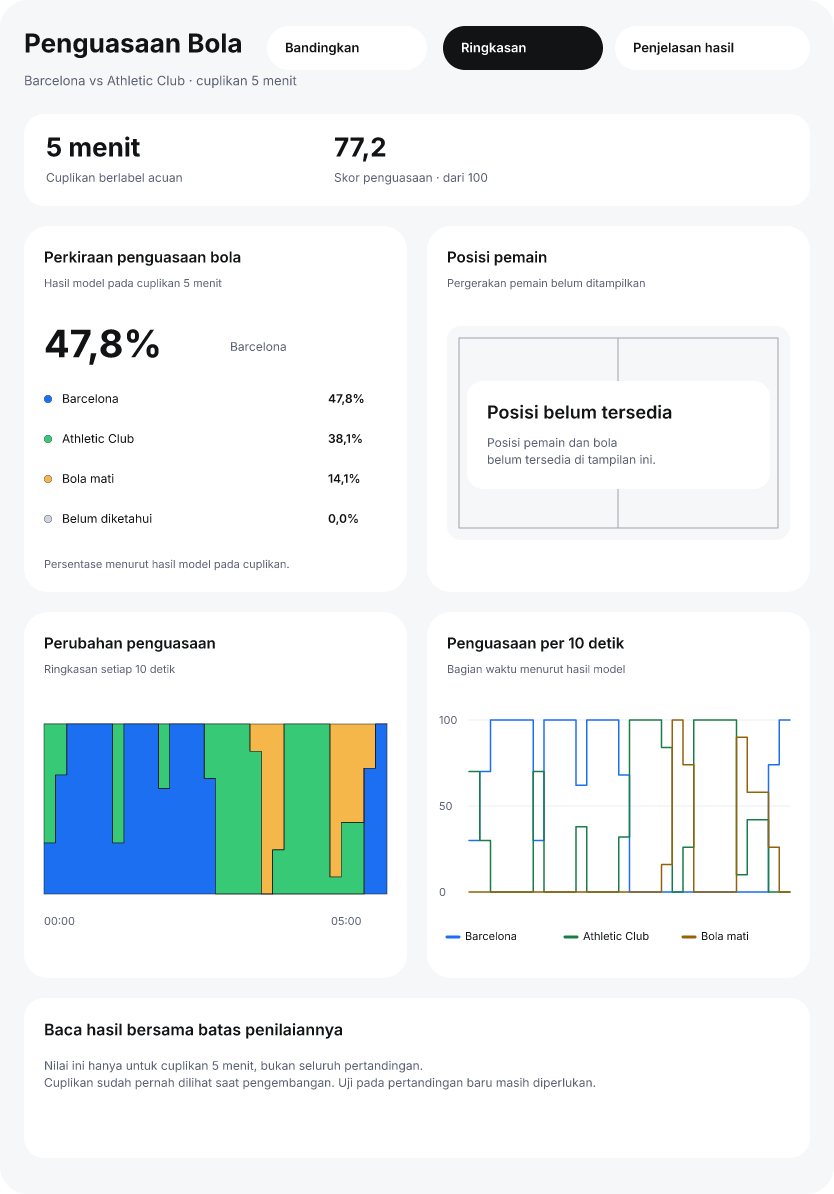 Penguasaan Bola
Bandingkan
Ringkasan
Penjelasan hasil
Barcelona vs Athletic Club · cuplikan 5 menit
5 menit
Cuplikan berlabel acuan
77,2
Skor penguasaan · dari 100
Perkiraan penguasaan bola
Hasil model pada cuplikan 5 menit
47,8%
Barcelona
Barcelona 47,8%
Athletic Club 38,1%
Bola mati 14,1%
Belum diketahui 0,0%
Persentase menurut hasil model pada cuplikan.
Posisi pemain
Pergerakan pemain belum ditampilkan
Posisi belum tersedia
Posisi pemain dan bola
belum tersedia di tampilan ini.
Perubahan penguasaan
Ringkasan setiap 10 detik
00:00
05:00
Penguasaan per 10 detik
Bagian waktu menurut hasil model
100
50
0
Barcelona
Athletic Club
Bola mati
Baca hasil bersama batas penilaiannya
Nilai ini hanya untuk cuplikan 5 menit, bukan seluruh pertandingan.
Cuplikan sudah pernah dilihat saat pengembangan. Uji pada pertandingan baru masih diperlukan.